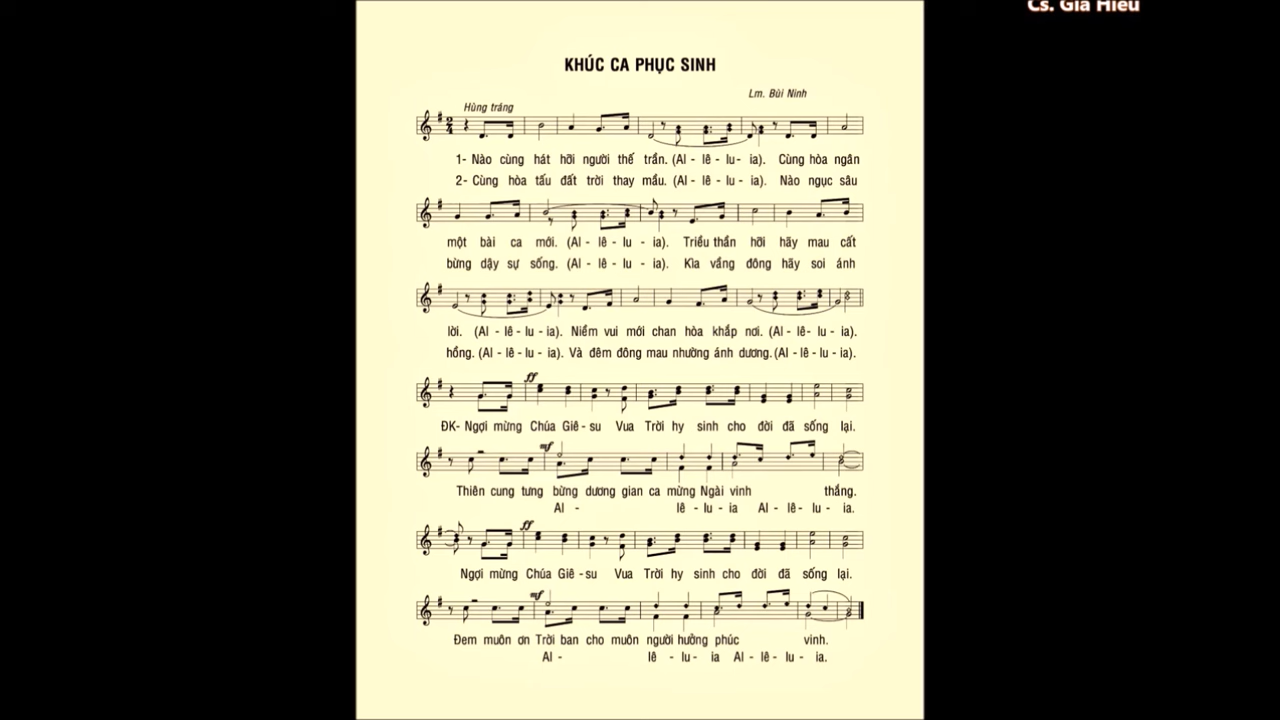 Cs. Gia Hiếu
KHÚC CA PHỤC SINH
Lm. Bùi Ninh
Hùng tráng
1- Nào cùng hát hỡi người thế trần. (Al - lê - lu - ia). Cùng hòa ngân
2- Cùng hòa tấu đất trời thay mầu. (Al - lê - lu - ia). Nào ngục sâu
một bài ca mới. (Al - lê - lu - ia). Triều thần hỡi hãy mau cất
bừng dậy sự sống. (Al - lê - lu - ia). Kìa vầng đông hãy soi ánh
lời. (Al - lê - lu - ia). Niềm vui mới chan hòa khắp nơi. (Al - lê - lu - ia).
hồng. (Al - lê - lu - ia). Và đêm đông mau nhường ánh dương. (Al - lê - lu - ia).
ff
ĐK- Ngợi mừng Chúa Giê - su Vua Trời hy sinh cho đời đã sống lại.
mf
Thiên cung tưng bừng dương gian ca mừng Ngài vinh thắng.
Al - lê - lu - ia Al - lê - lu - ia.
ff
Ngợi mừng Chúa Giê - su Vua Trời hy sinh cho đời đã sống lại.
mf
Đem muôn ơn Trời ban cho muôn người hưởng phúc vinh.
Al - lê - lu - ia Al - lê - lu - ia.